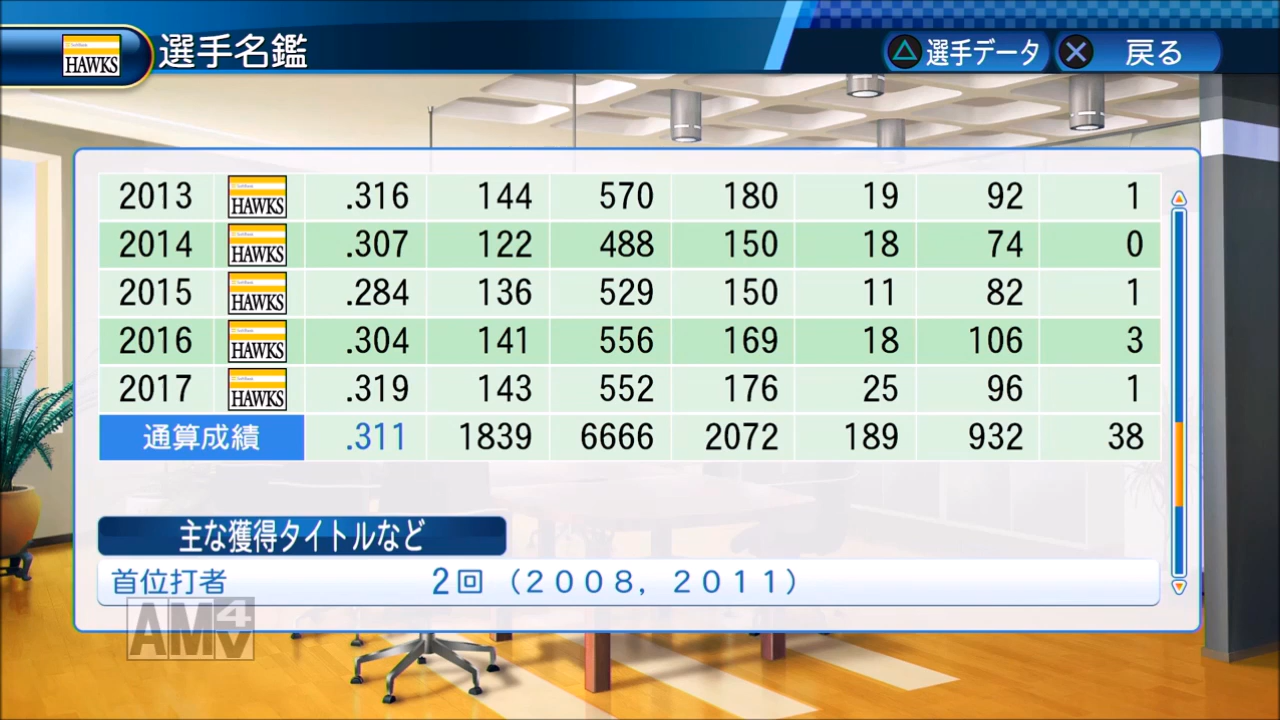 HAWKS 選手名鑑 △選手データ ×戻る
2013 HAWKS .316 144 570 180 19 92 1
2014 HAWKS .307 122 488 150 18 74 0
2015 HAWKS .284 136 529 150 11 82 1
2016 HAWKS .304 141 556 169 18 106 3
2017 HAWKS .319 143 552 176 25 96 1
通算成績 .311 1839 6666 2072 189 932 38
主な獲得タイトルなど
首位打者 2回（2008，2011）
AM4V